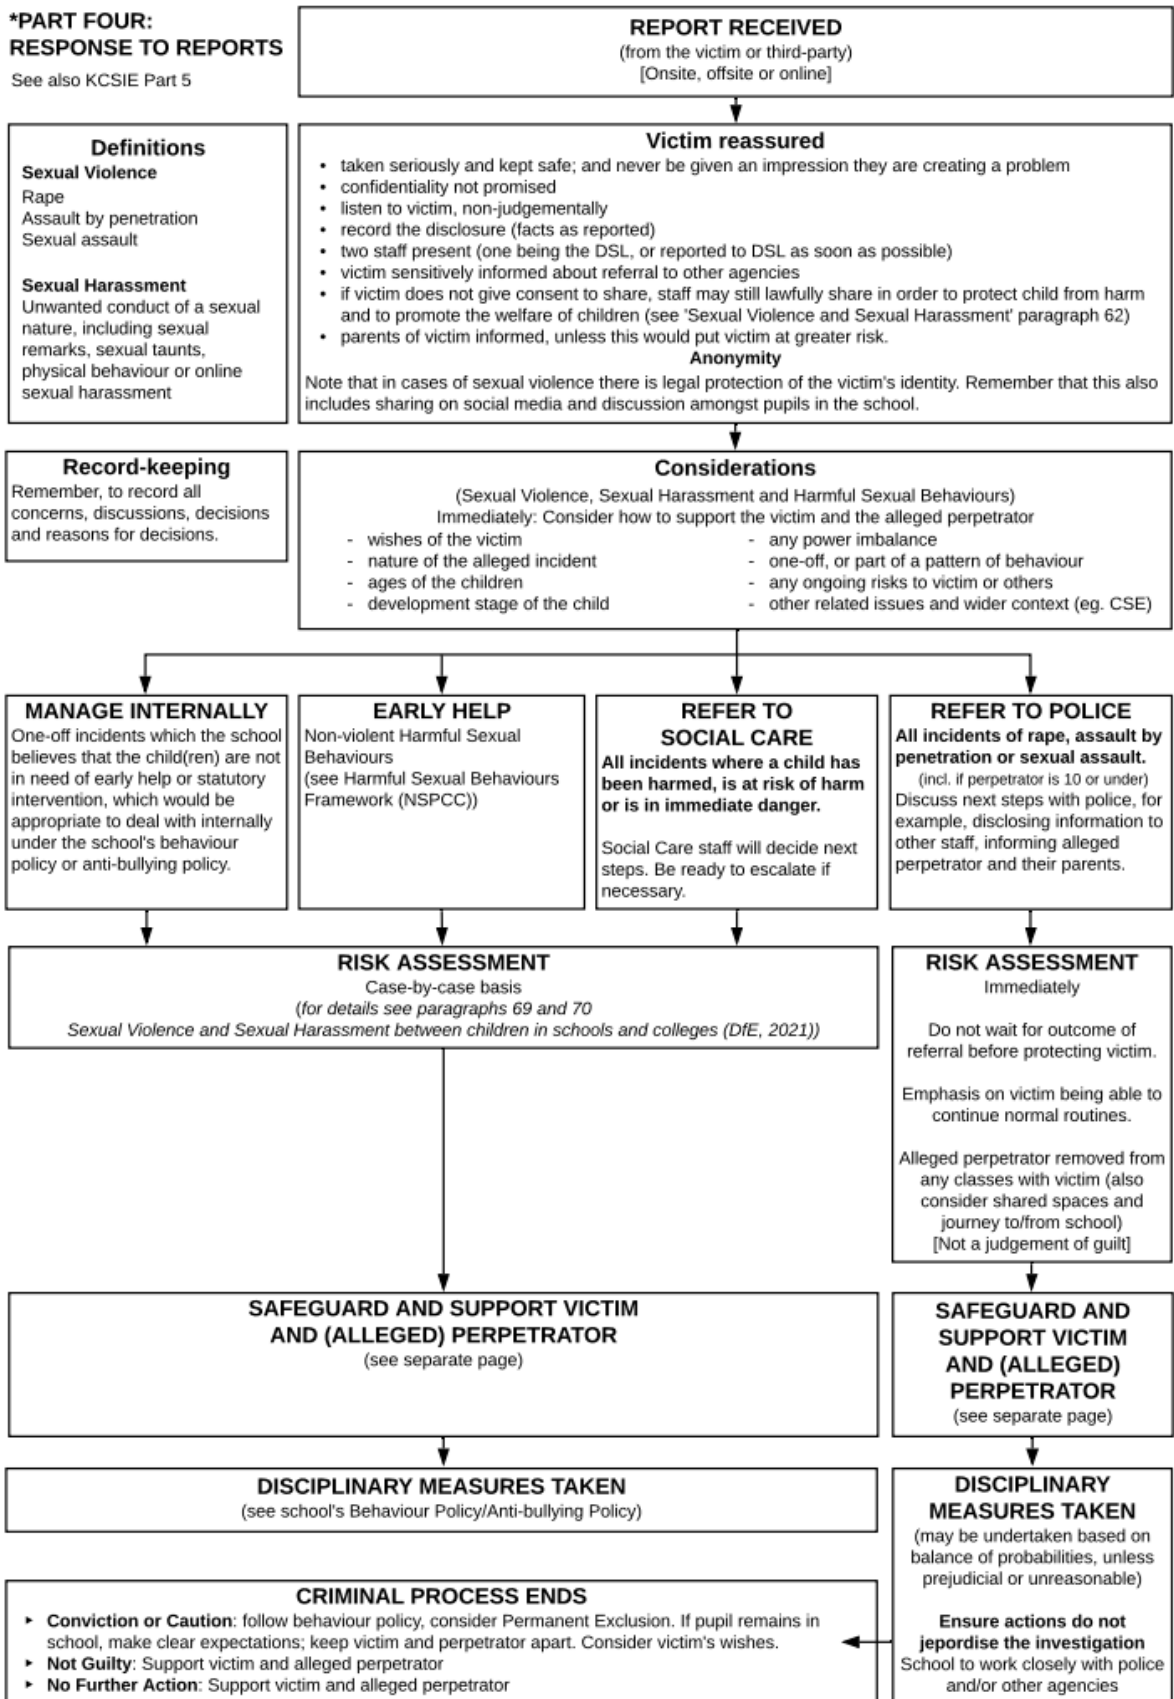 *PART FOUR:
RESPONSE TO REPORTS
See also KCSIE Part 5
REPORT RECEIVED
(from the victim or third-party)
[Onsite, offsite or online]
Definitions
Sexual Violence
Rape
Assault by penetration
Sexual assault
Sexual Harassment
Unwanted conduct of a sexual
nature, including sexual
remarks, sexual taunts,
physical behaviour or online
sexual harassment
Victim reassured
• taken seriously and kept safe; and never be given an impression they are creating a problem
• confidentiality not promised
• listen to victim, non-judgementally
• record the disclosure (facts as reported)
• two staff present (one being the DSL, or reported to DSL as soon as possible)
• victim sensitively informed about referral to other agencies
• if victim does not give consent to share, staff may still lawfully share in order to protect child from harm
and to promote the welfare of children (see 'Sexual Violence and Sexual Harassment' paragraph 62)
• parents of victim informed, unless this would put victim at greater risk.
Anonymity
Note that in cases of sexual violence there is legal protection of the victim's identity. Remember that this also
includes sharing on social media and discussion amongst pupils in the school.
Record-keeping
Remember, to record all
concerns, discussions, decisions
and reasons for decisions.
Considerations
(Sexual Violence, Sexual Harassment and Harmful Sexual Behaviours)
Immediately: Consider how to support the victim and the alleged perpetrator
- wishes of the victim
- nature of the alleged incident
- ages of the children
- development stage of the child
- any power imbalance
- one-off, or part of a pattern of behaviour
- any ongoing risks to victim or others
- other related issues and wider context (eg. CSE)
MANAGE INTERNALLY
One-off incidents which the school
believes that the child(ren) are not
in need of early help or statutory
intervention, which would be
appropriate to deal with internally
under the school's behaviour
policy or anti-bullying policy.
EARLY HELP
Non-violent Harmful Sexual
Behaviours
(see Harmful Sexual Behaviours
Framework (NSPCC))
REFER TO
SOCIAL CARE
All incidents where a child has
been harmed, is at risk of harm
or is in immediate danger.
Social Care staff will decide next
steps. Be ready to escalate if
necessary.
REFER TO POLICE
All incidents of rape, assault by
penetration or sexual assault.
(incl. if perpetrator is 10 or under)
Discuss next steps with police, for
example, disclosing information to
other staff, informing alleged
perpetrator and their parents.
RISK ASSESSMENT
Case-by-case basis
(for details see paragraphs 69 and 70
Sexual Violence and Sexual Harassment between children in schools and colleges (DfE, 2021))
RISK ASSESSMENT
Immediately
Do not wait for outcome of
referral before protecting victim.
Emphasis on victim being able to
continue normal routines.
Alleged perpetrator removed from
any classes with victim (also
consider shared spaces and
journey to/from school)
[Not a judgement of guilt]
SAFEGUARD AND SUPPORT VICTIM
AND (ALLEGED) PERPETRATOR
(see separate page)
SAFEGUARD AND
SUPPORT VICTIM
AND (ALLEGED)
PERPETRATOR
(see separate page)
DISCIPLINARY MEASURES TAKEN
(see school's Behaviour Policy/Anti-bullying Policy)
DISCIPLINARY
MEASURES TAKEN
(may be undertaken based on
balance of probabilities, unless
prejudicial or unreasonable)
Ensure actions do not
jepordise the investigation
School to work closely with police
and/or other agencies
CRIMINAL PROCESS ENDS
▸ Conviction or Caution: follow behaviour policy, consider Permanent Exclusion. If pupil remains in
school, make clear expectations; keep victim and perpetrator apart. Consider victim's wishes.
▸ Not Guilty: Support victim and alleged perpetrator
▸ No Further Action: Support victim and alleged perpetrator